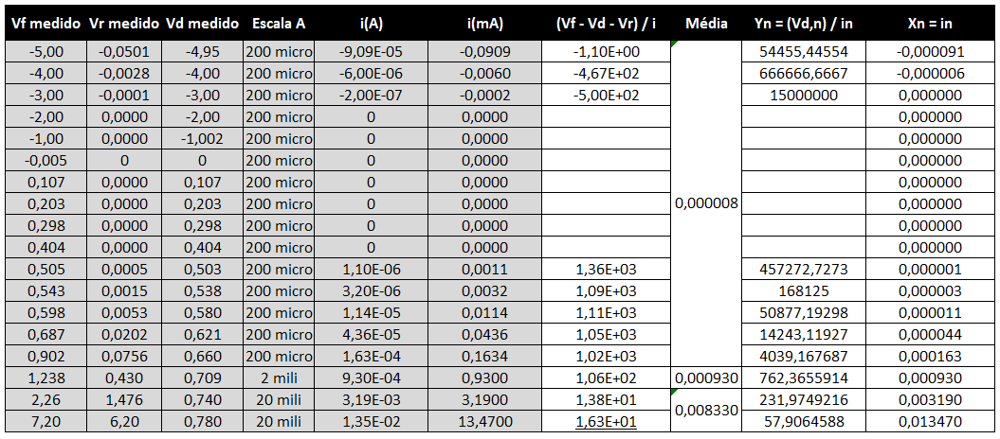 Vf medido Vr medido Vd medido Escala A i(A) i(mA) (Vf - Vd - Vr) / i Média Yn = (Vd,n) / in Xn = in
-5,00 -0,0501 -4,95 200 micro -9,09E-05 -0,0909 -1,10E+00 54455,44554 -0,000091
-4,00 -0,0028 -4,00 200 micro -6,00E-06 -0,0060 -4,67E+02 666666,6667 -0,000006
-3,00 -0,0001 -3,00 200 micro -2,00E-07 -0,0002 -5,00E+02 15000000 0,000000
-2,00 0,0000 -2,00 200 micro 0 0,0000 0,000000
-1,00 0,0000 -1,002 200 micro 0 0,0000 0,000000
-0,005 0 0 200 micro 0 0,0000 0,000000
0,107 0,0000 0,107 200 micro 0 0,0000 0,000000
0,203 0,0000 0,203 200 micro 0 0,0000 0,000008 0,000000
0,298 0,0000 0,298 200 micro 0 0,0000 0,000000
0,404 0,0000 0,404 200 micro 0 0,0000 0,000000
0,505 0,0005 0,503 200 micro 1,10E-06 0,0011 1,36E+03 457272,7273 0,000001
0,543 0,0015 0,538 200 micro 3,20E-06 0,0032 1,09E+03 168125 0,000003
0,598 0,0053 0,580 200 micro 1,14E-05 0,0114 1,11E+03 50877,19298 0,000011
0,687 0,0202 0,621 200 micro 4,36E-05 0,0436 1,05E+03 14243,11927 0,000044
0,902 0,0756 0,660 200 micro 1,63E-04 0,1634 1,02E+03 4039,167687 0,000163
1,238 0,430 0,709 2 mili 9,30E-04 0,9300 1,06E+02 0,000930 762,3655914 0,000930
2,26 1,476 0,740 20 mili 3,19E-03 3,1900 1,38E+01 0,008330 231,9749216 0,003190
7,20 6,20 0,780 20 mili 1,35E-02 13,4700 1,63E+01 57,9064588 0,013470